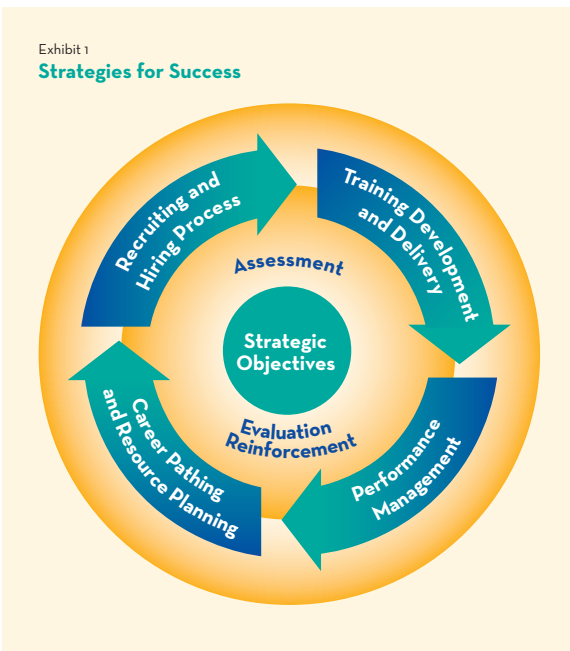 Exhibit 1
Strategies for Success
Recruiting and
Hiring Process
Training Development
and Delivery
Assessment
Strategic
Objectives
Evaluation
Reinforcement
Career Pathing
and Resource Planning
Performance
Management